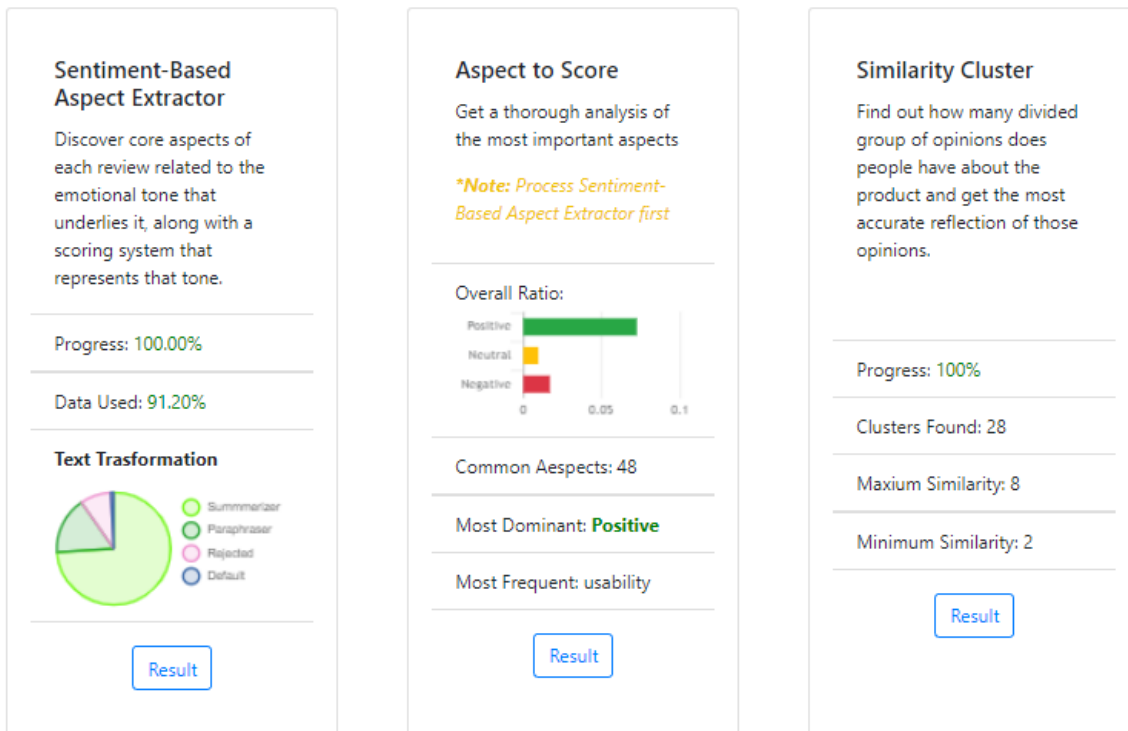 Sentiment-Based
Aspect Extractor
Discover core aspects of
each review related to the
emotional tone that
underlies it, along with a
scoring system that
represents that tone.
Progress: 100.00%
Data Used: 91.20%
Text Trasformation
Summmerizer
Paraphraser
Rejected
Default
Result
Aspect to Score
Get a thorough analysis of
the most important aspects
*Note: Process Sentiment-
Based Aspect Extractor first
Overall Ratio:
Positive
Neutral
Negative
0 0.05 0.1
Common Aespects: 48
Most Dominant: Positive
Most Frequent: usability
Result
Similarity Cluster
Find out how many divided
group of opinions does
people have about the
product and get the most
accurate reflection of those
opinions.
Progress: 100%
Clusters Found: 28
Maxium Similarity: 8
Minimum Similarity: 2
Result